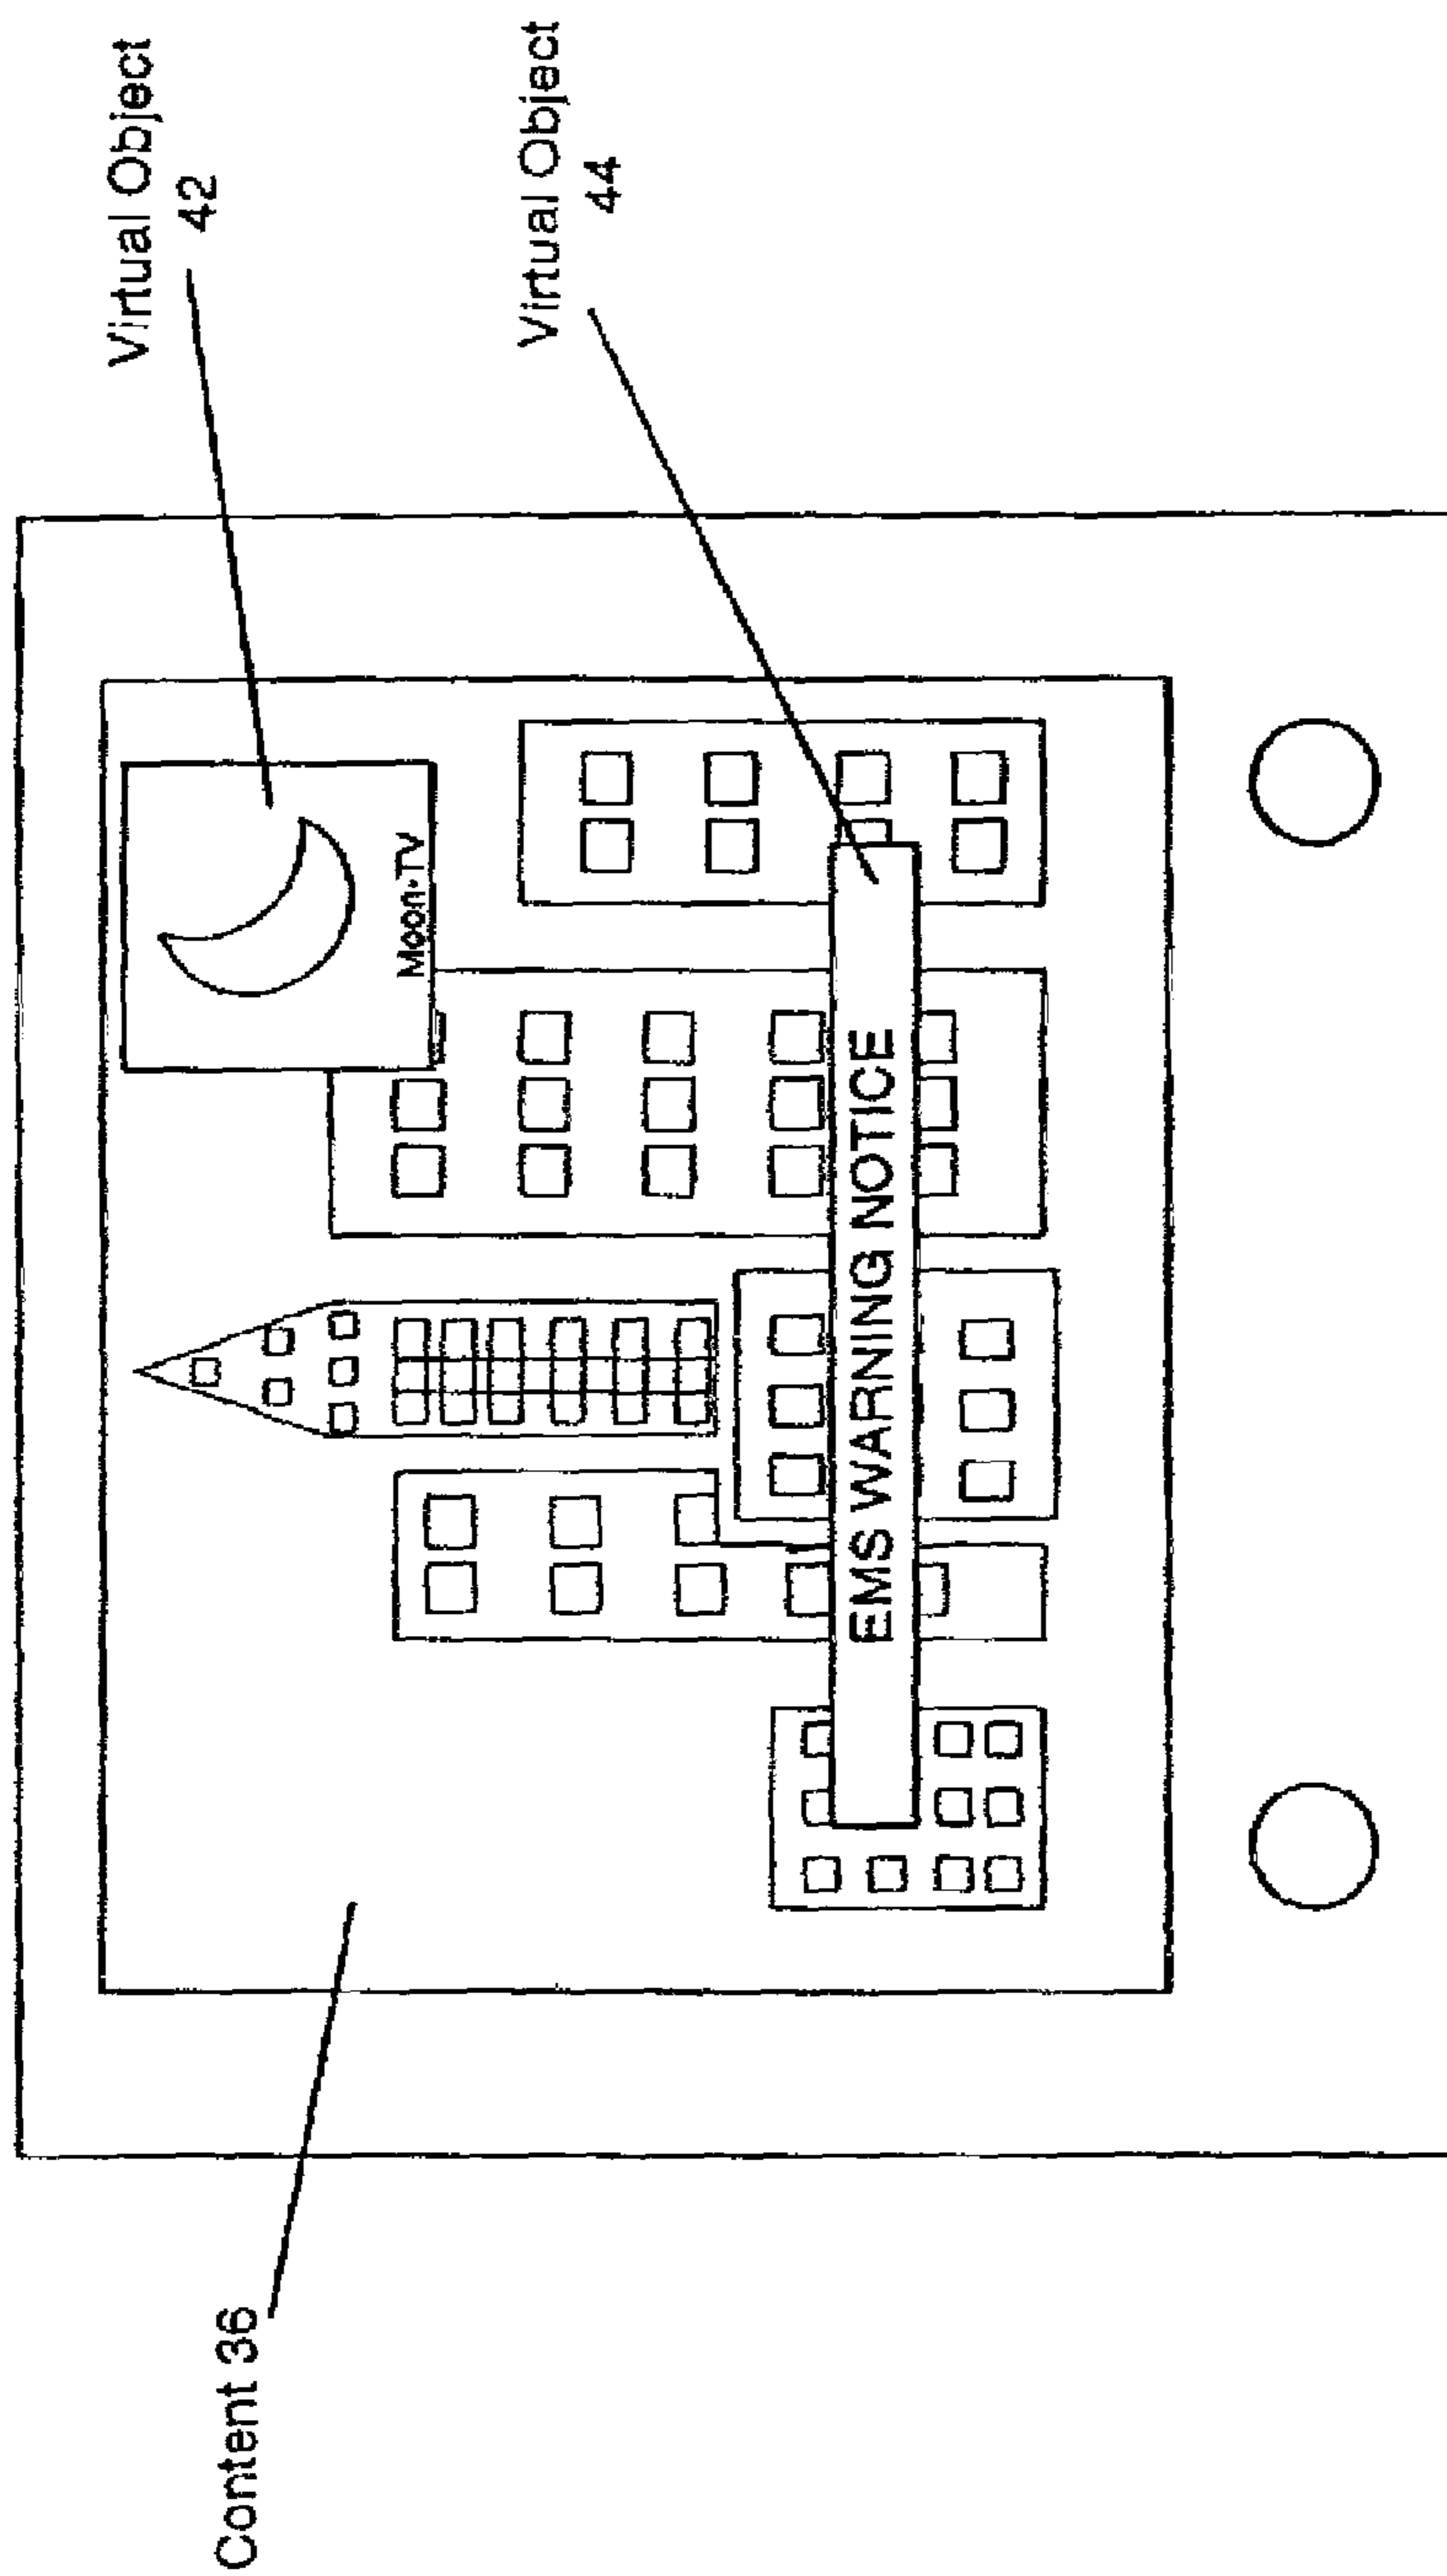 Virtual Object
42
Virtual Object
44
Moon•TV
EMS WARNING NOTICE
Content 36